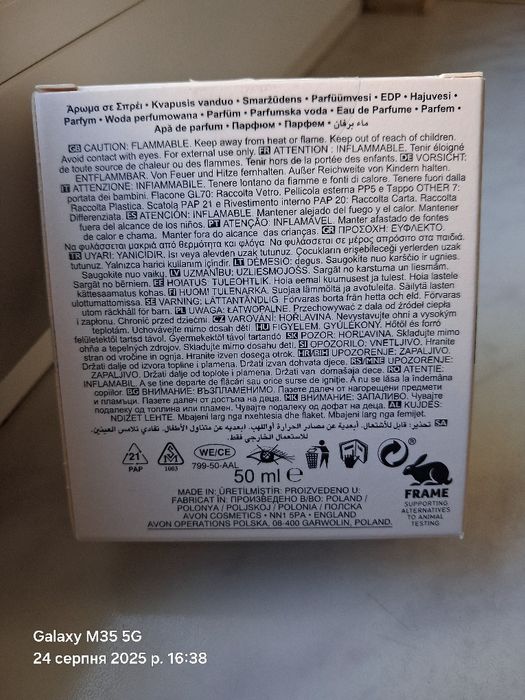 Άρωμα σε Σπρέι • Kvapusis vanduo • Smaržūdens • Parfüümvesi • EDP • Hajuvesi •
Parfym • Woda perfumowana • Parfüm • Parfumska voda • Eau de Parfume • Parfem •
Apă de parfum • Парфюм • Парфем • ماء برفان
GB CAUTION: FLAMMABLE. Keep away from heat or flame. Keep out of reach of children.
Avoid contact with eyes. For external use only. FR ATTENTION : INFLAMMABLE. Tenir éloigné
de toute source de chaleur ou des flammes. Tenir hors de la portée des enfants. DE VORSICHT:
ENTFLAMMBAR. Von Feuer und Hitze fernhalten. Außer Reichweite von Kindern halten.
IT ATTENZIONE: INFIAMMABILE. Tenere lontano da fiamme e fonti di calore. Tenere fuori dalla
portata dei bambini. Flacone GL70: Raccolta Vetro. Pellicola esterna PP5 e Tappo OTHER 7:
Raccolta Plastica. Scatola PAP 21 e Rivestimento interno PAP 20: Raccolta Carta. Raccolta
Differenziata. ES ATENCIÓN: INFLAMABLE. Mantener alejado del fuego y el calor. Mantener
fuera del alcance de los niños. PT ATENÇÃO: INFLAMÁVEL. Manter afastado de fontes
de calor e chama. Manter fora do alcance das crianças. GR ΠΡΟΣΟΧΗ: ΕΥΦΛΕΚΤΟ.
Να φυλάσσεται μακριά από θερμότητα και φλόγα. Να φυλάσσεται σε μέρος απρόσιτο στα παιδιά.
TR UYARI: YANICIDIR. Isı veya alevden uzak tutunuz. Çocukların erişebileceği yerlerden uzak
tutunuz. Yalnızca harici kullanım içindir. LT DĖMESIO: degus. Saugokite nuo karščio ir ugnies.
Saugokite nuo vaikų. LV UZMANĪBU: UZLIESMOJOŠS. Sargāt no karstuma un liesmām.
Sargāt no bērniem. EE HOIATUS: TULEOHTLIK. Hoia eemal kuumusest ja tulest. Hoia lastele
kättesaamatus kohas. FI HUOM! TULENARKA. Suojaa lämmöltä ja avotulelta. Säilytä lasten
ulottumattomissa. SE VARNING: LÄTTANTÄNDLIG. Förvaras borta från hetta och eld. Förvaras
utom räckhåll för barn. PL UWAGA: ŁATWOPALNE. Przechowywać z dala od źródeł ciepła
i zapłonu. Chronić przed dziećmi. CZ VAROVÁNÍ: HOŘLAVINA. Nevystavujte ohni a vysokým
teplotám. Uchovávejte mimo dosah dětí. HU FIGYELEM. GYÚLÉKONY. Hőtől és forró
felülettől tartsd távol. Gyermekektől távol tartandó. SK POZOR: HORĽAVINA. Skladujte mimo
ohňa a tepelných zdrojov. Skladujte mimo dosahu detí. SI OPOZORILO: VNETLJIVO. Hranite
stran od vročine in ognja. Hranite izven dosega otrok. HR/BIH UPOZORENJE: ZAPALJIVO.
Držati dalje od izvora topline i plamena. Držati izvan dohvata djece. RS/MNE UPOZORENJE:
ZAPALJIVO. Držati dalje od toplote i plamena. Držati van domašaja dece. RO ATENȚIE:
INFLAMABIL. A se ține departe de flăcări sau orice surse de igniție. A nu se lăsa la îndemâna
copiilor. BG ВНИМАНИЕ: ВЪЗПЛАМЕНИМО. Пазете далеч от нагорещени предмети
и пламъци. Пазете далеч от достъпа на деца. MK ВНИМАНИЕ: ЗАПАЛИВО. Чувајте
подалеку од топлина или пламен. Чувајте подалеку од дофат на деца. AL KUJDES:
NDIZET LEHTE. Mbajeni larg nga nxehtesia dhe flaket. Mbajeni larg nga femijet.
SA تحذير: قابل للأشتعال. أبعديه عن مصادر الحرارة أوالهب. أبعديه عن متناول الأطفال. تفادي تلامس العينين.
للاستعمال الخارجي فقط.
21
PAP
1663
WE/CE
799-50-AAL
50 ml e
MADE IN: ÜRETİLMİŞTİR: PROIZVEDENO U:
FABRICAT ÎN: ПРОИЗВЕДЕНО В/ВО: POLAND /
POLONYA / POLJSKOJ / POLONIA / ПОЛСКА
AVON COSMETICS • NN1 5PA • ENGLAND
AVON OPERATIONS POLSKA, 08-400 GARWOLIN, POLAND.
FRAME
SUPPORTING
ALTERNATIVES
TO ANIMAL
TESTING
Galaxy M35 5G
24 серпня 2025 р. 16:38